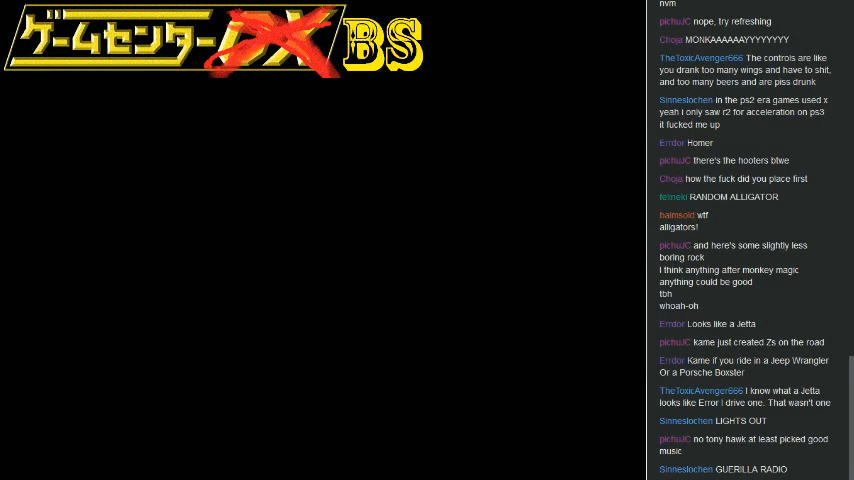 ゲームセンターDX BS
nvm
pichuJC nope, try refreshing
Choja MONKAAAAAAYYYYYYYY
TheToxicAvenger666 The controls are like
you drank too many wings and have to shit,
and too many beers and are piss drunk
Sinneslochen in the ps2 era games used x
yeah i only saw r2 for acceleration on ps3
it fucked me up
Errdor Homer
pichuJC there's the hooters btwe
Choja how the fuck did you place first
felineki RANDOM ALLIGATOR
baimsold wtf
alligators!
pichuJC and here's some slightly less
boring rock
I think anything after monkey magic
anything could be good
tbh
whoah-oh
Errdor Looks like a Jetta
pichuJC kame just created Zs on the road
Errdor Kame if you ride in a Jeep Wrangler
Or a Porsche Boxster
TheToxicAvenger666 I know what a Jetta
looks like Error I drive one. That wasn't one
Sinneslochen LIGHTS OUT
pichuJC no tony hawk at least picked good
music
Sinneslochen GUERILLA RADIO